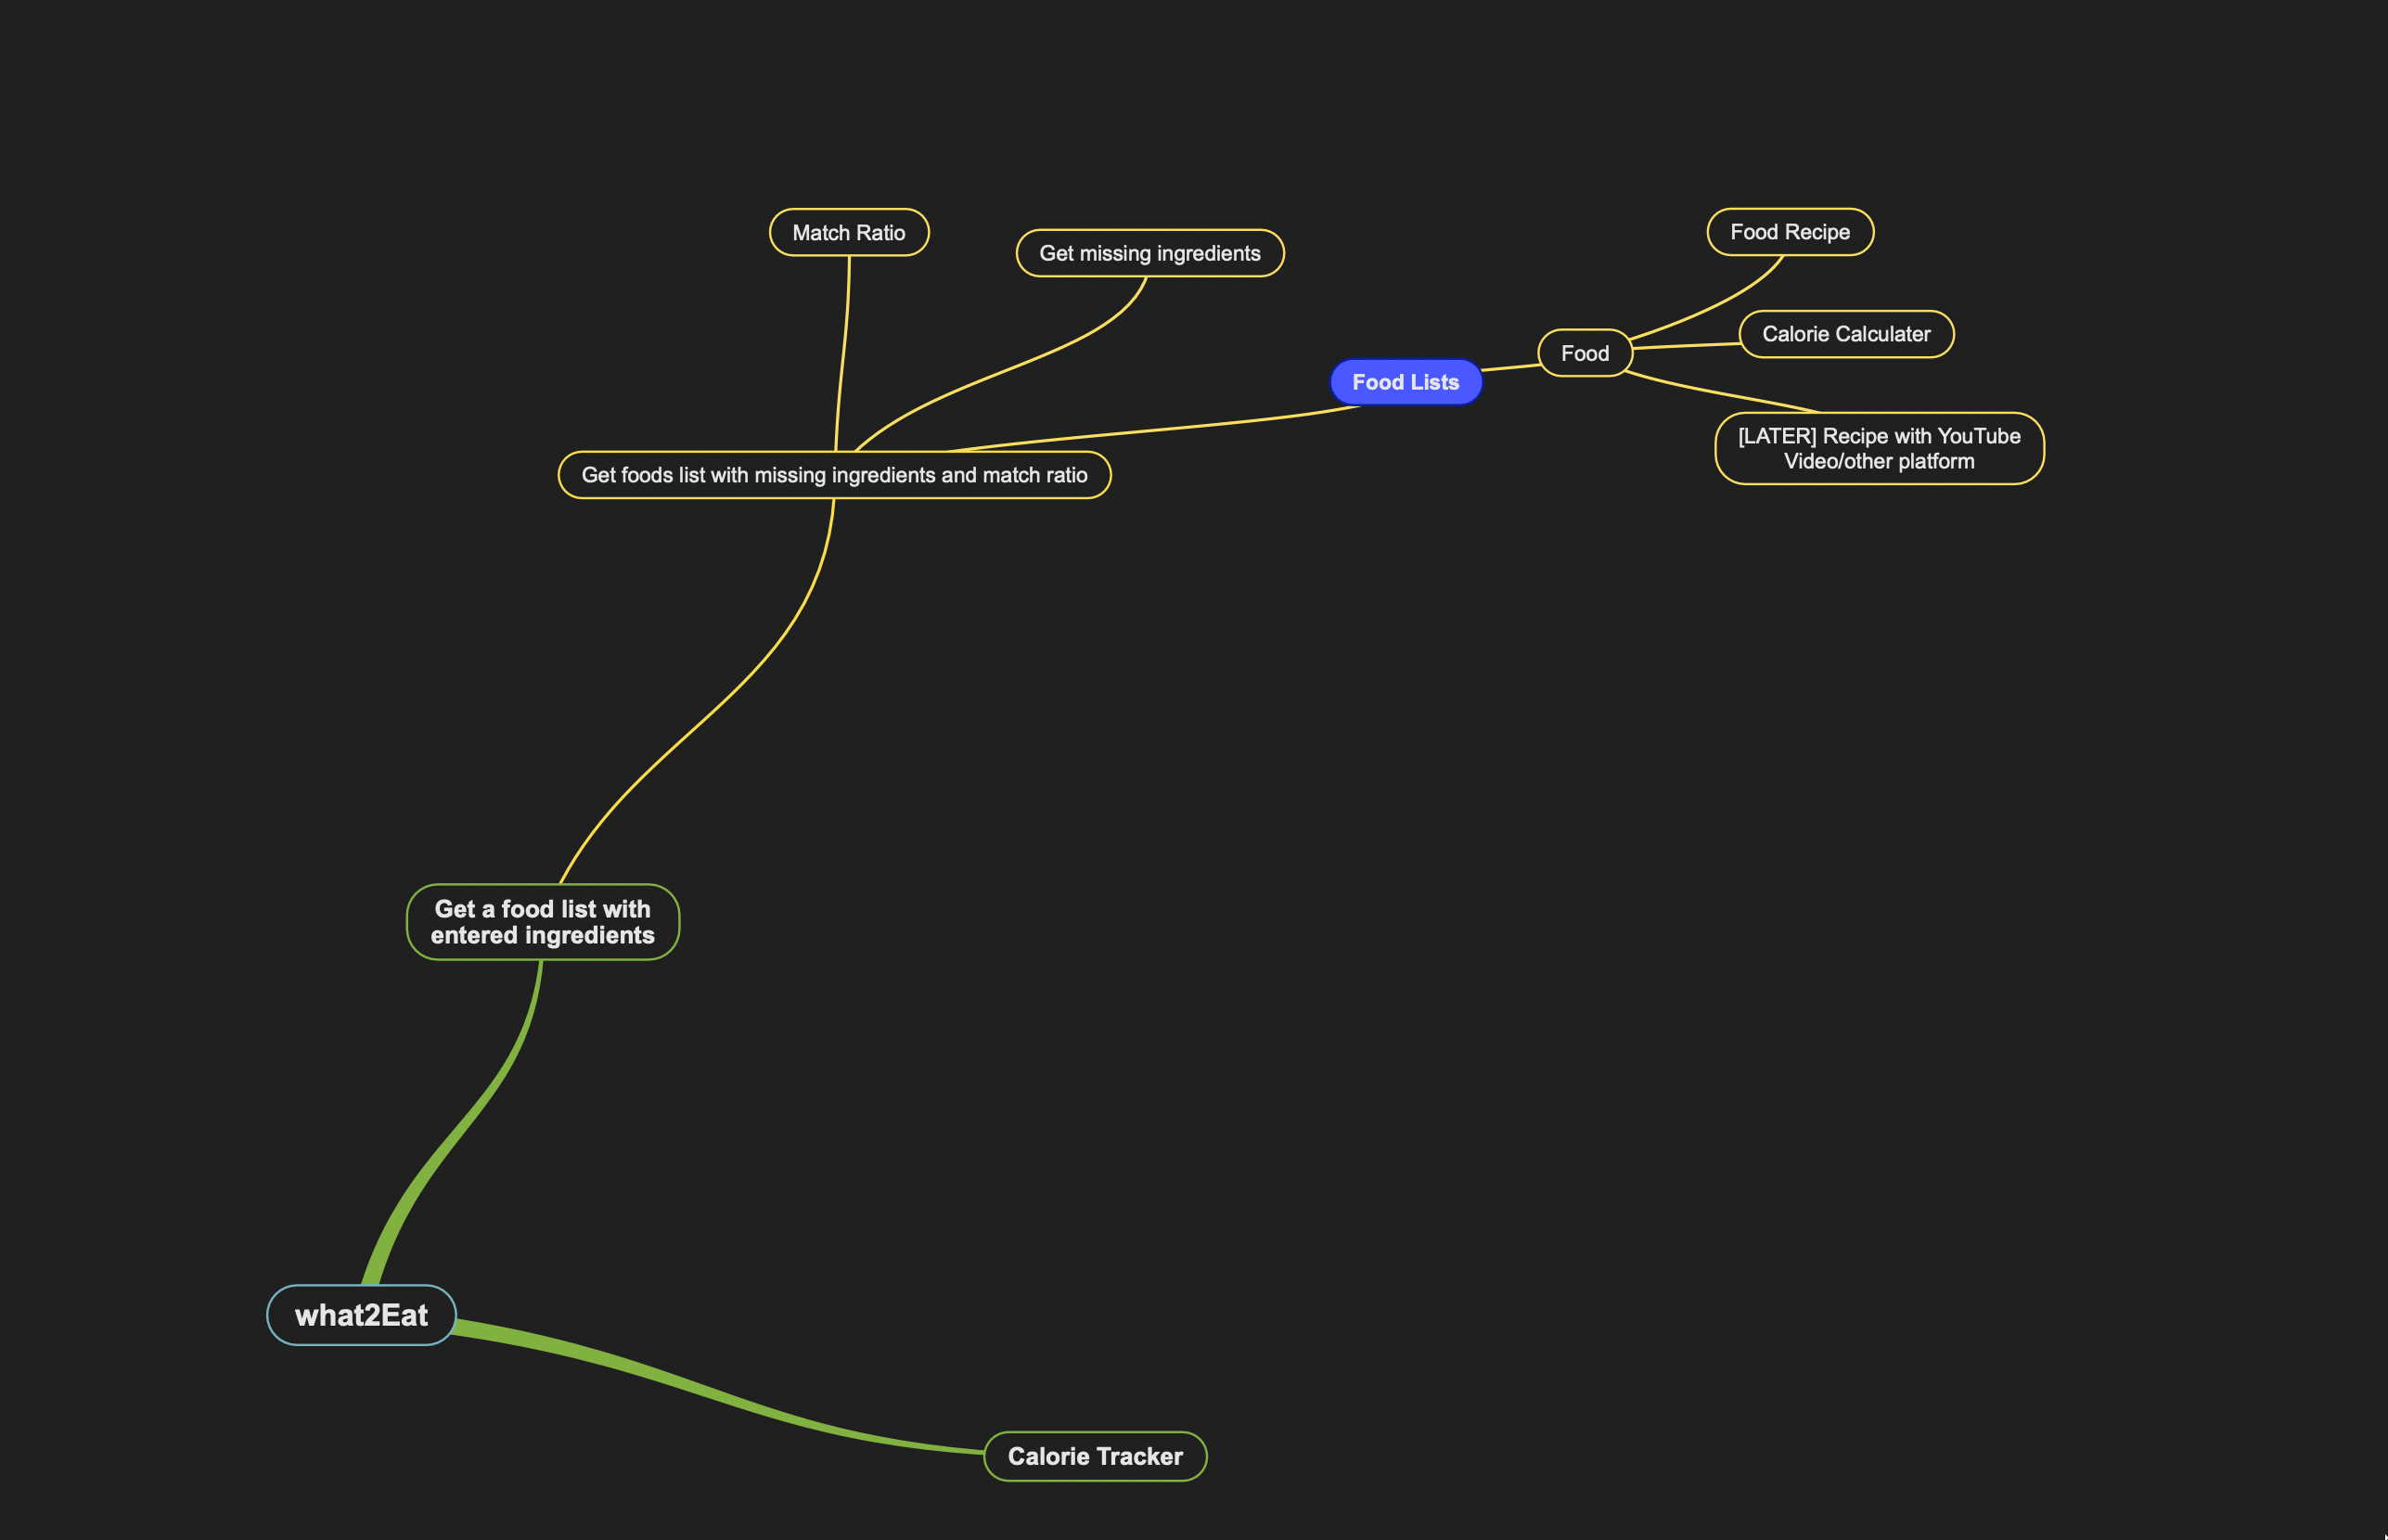 Match Ratio
Get missing ingredients
Food Recipe
Calorie Calculater
Food
Food Lists
[LATER] Recipe with YouTube
Video/other platform
Get foods list with missing ingredients and match ratio
Get a food list with
entered ingredients
what2Eat
Calorie Tracker